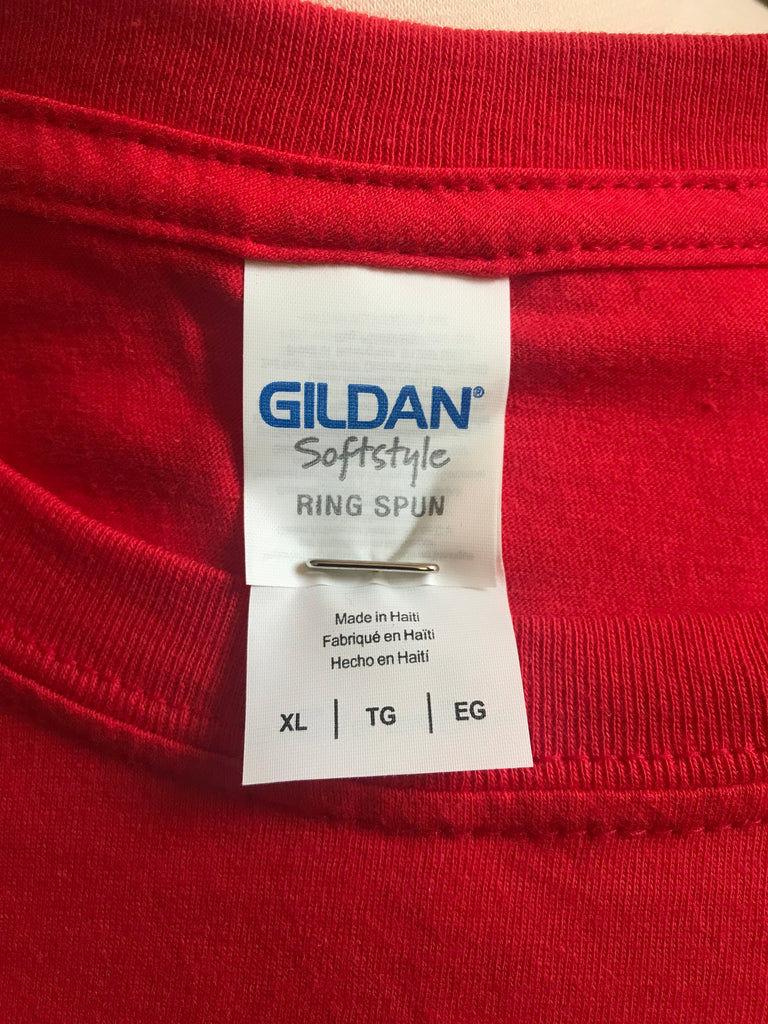 GILDAN®
Softstyle
RING SPUN
Made in Haiti
Fabriqué en Haïti
Hecho en Haití
XL | TG | EG